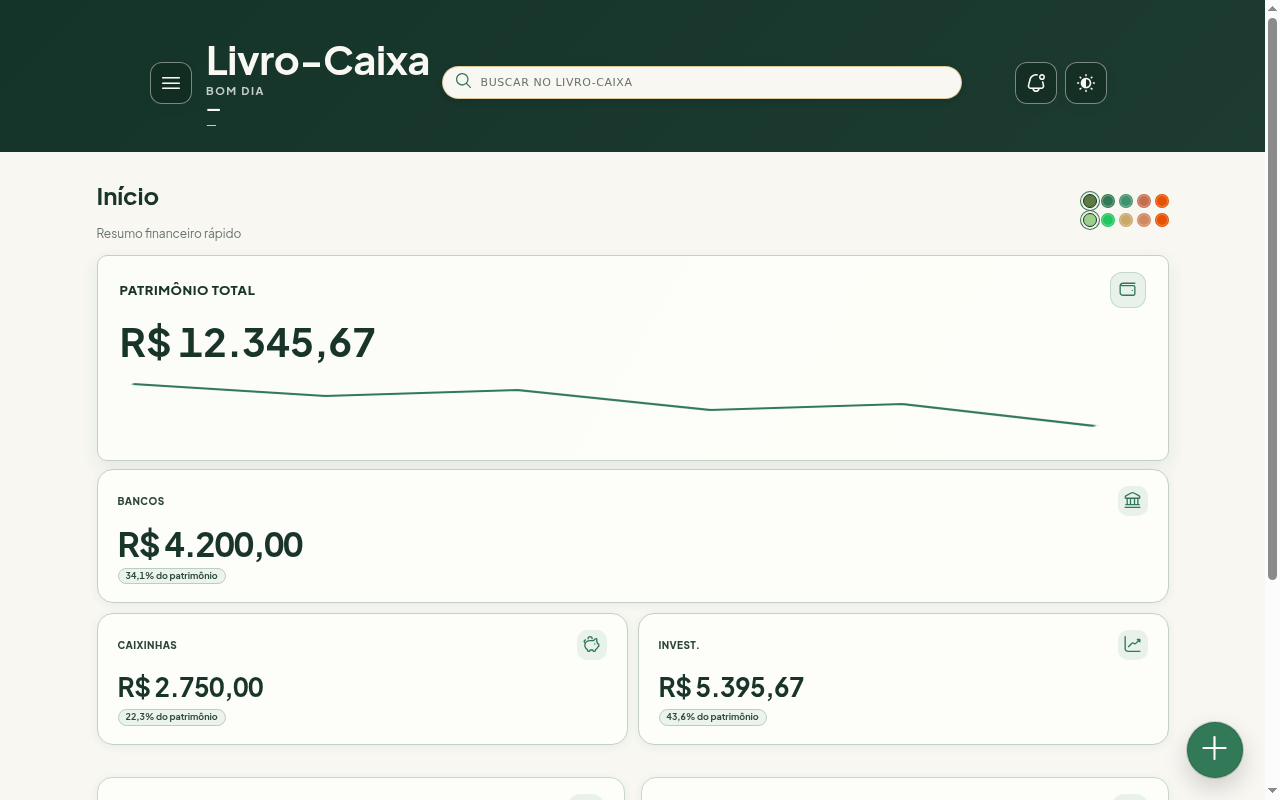 Livro-Caixa
BOM DIA
—
—
BUSCAR NO LIVRO-CAIXA
Início
Resumo financeiro rápido
PATRIMÔNIO TOTAL
R$ 12.345,67
BANCOS
R$ 4.200,00
34,1% do patrimônio
CAIXINHAS
R$ 2.750,00
22,3% do patrimônio
INVEST.
R$ 5.395,67
43,6% do patrimônio